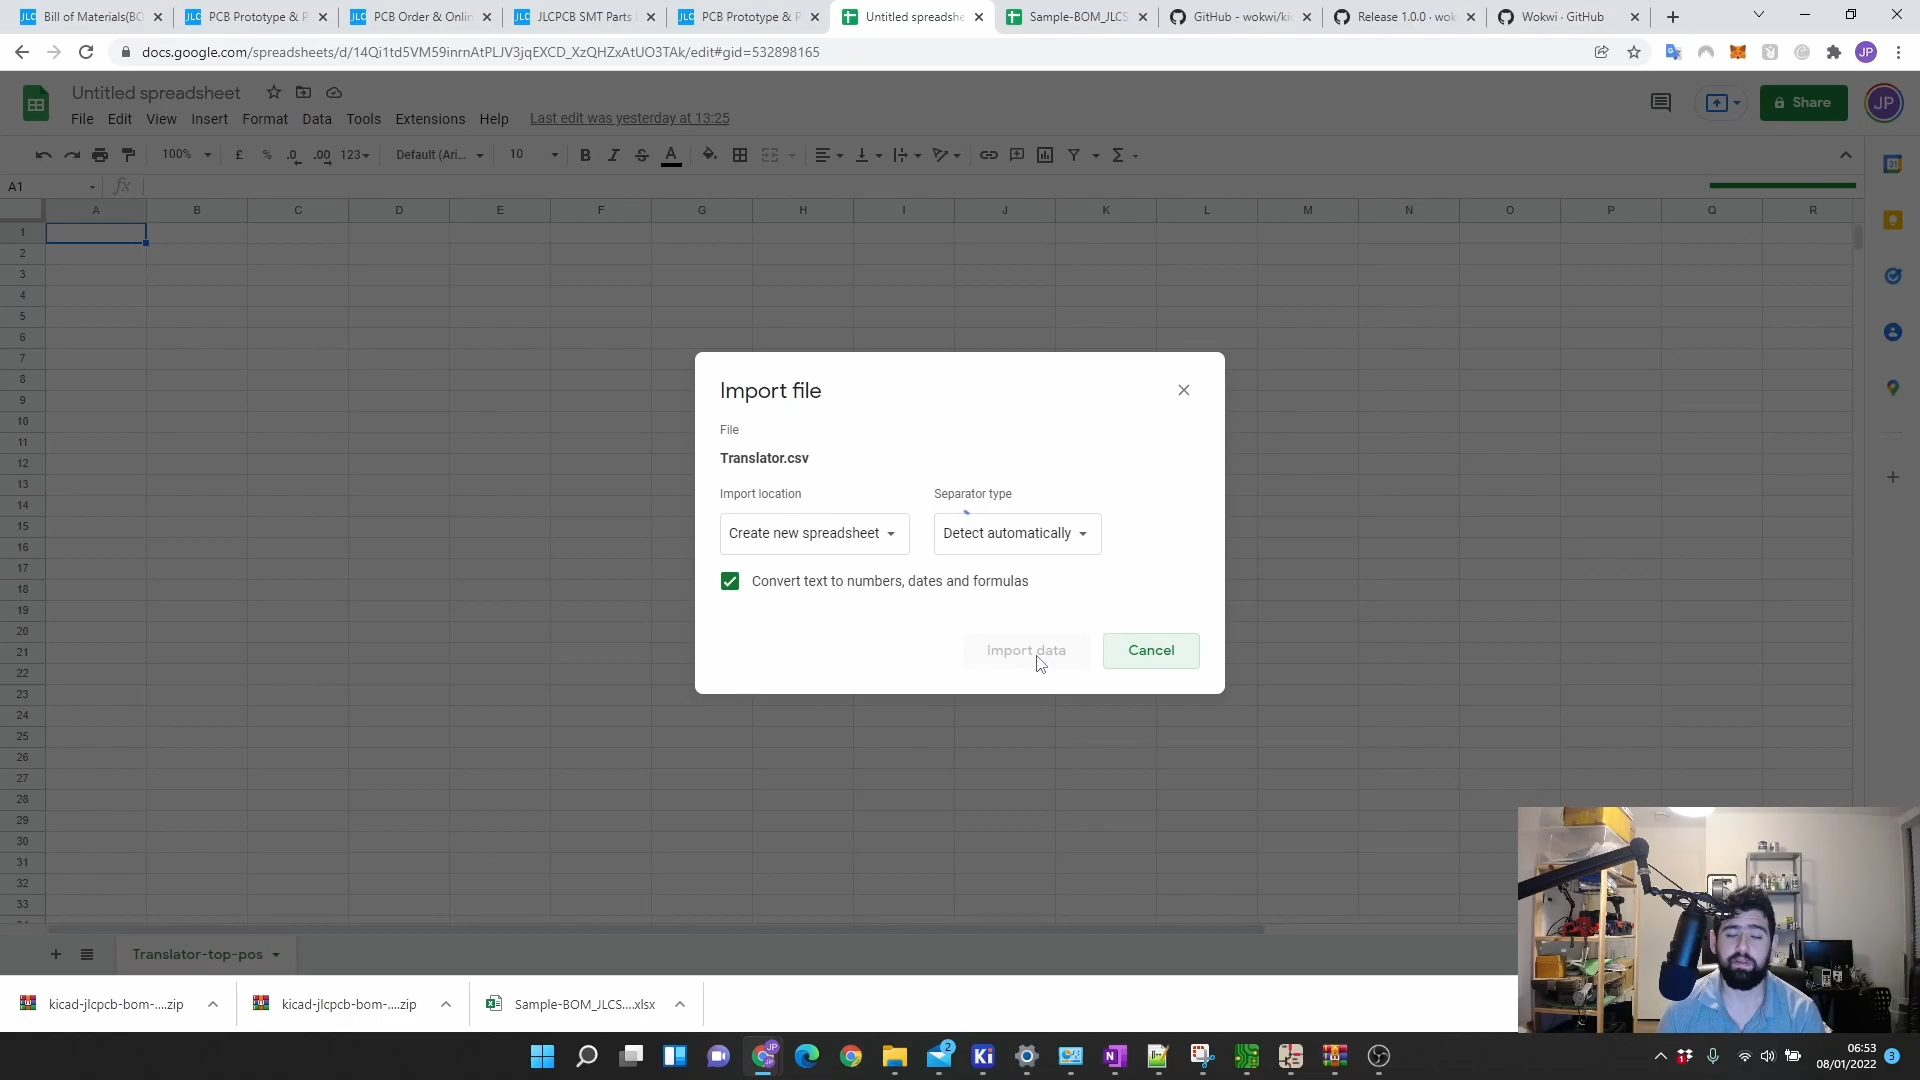 Bill of Materials(BO
PCB Prototype & P
PCB Order & Onlin
JLCPCB SMT Parts
PCB Prototype & P
Untitled spreadshe
Sample-BOM_JLCS
GitHub - wokwi/kic
Release 1.0.0 · wok
Wokwi · GitHub
docs.google.com/spreadsheets/d/14Qi1td5VM59inrnAtPLJV3jqEXCD_XzQHZxAtUO3TAk/edit#gid=532898165
JP
Untitled spreadsheet
File Edit View Insert Format Data Tools Extensions Help Last edit was yesterday at 13:25
Share
JP
100% £ % .0 .00 123 Default (Ari... 10 B I S A Σ
A1 fx
A B C D E F G H I J K L M N O P Q R
1
2
3
4
5
6
7
8
9
10
11
12
13
14
15
16
17
18
19
20
21
22
23
24
25
26
27
28
29
30
31
32
33
Import file
File
Translator.csv
Import location Separator type
Create new spreadsheet Detect automatically
Convert text to numbers, dates and formulas
Import data Cancel
Translator-top-pos
kicad-jlcpcb-bom-....zip
kicad-jlcpcb-bom-....zip
Sample-BOM_JLCS....xlsx
06:53
08/01/2022